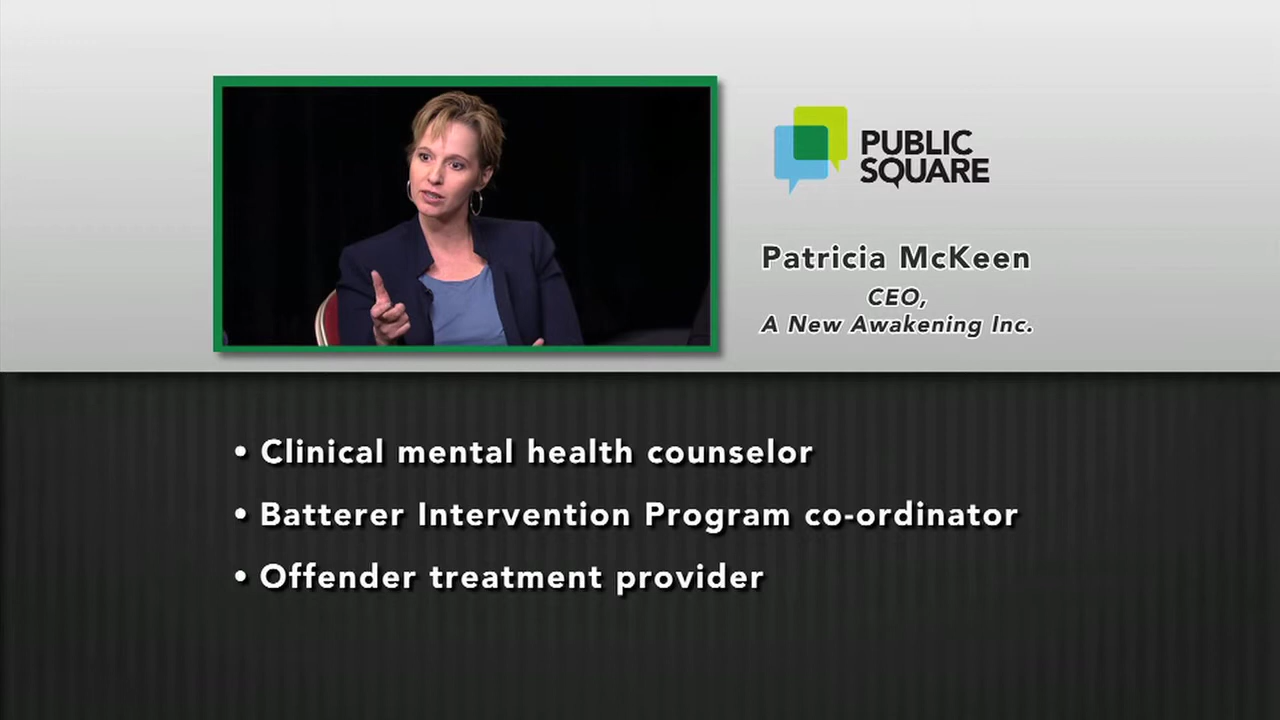 PUBLIC
SQUARE
Patricia McKeen
CEO,
A New Awakening Inc.
• Clinical mental health counselor
• Batterer Intervention Program co-ordinator
• Offender treatment provider